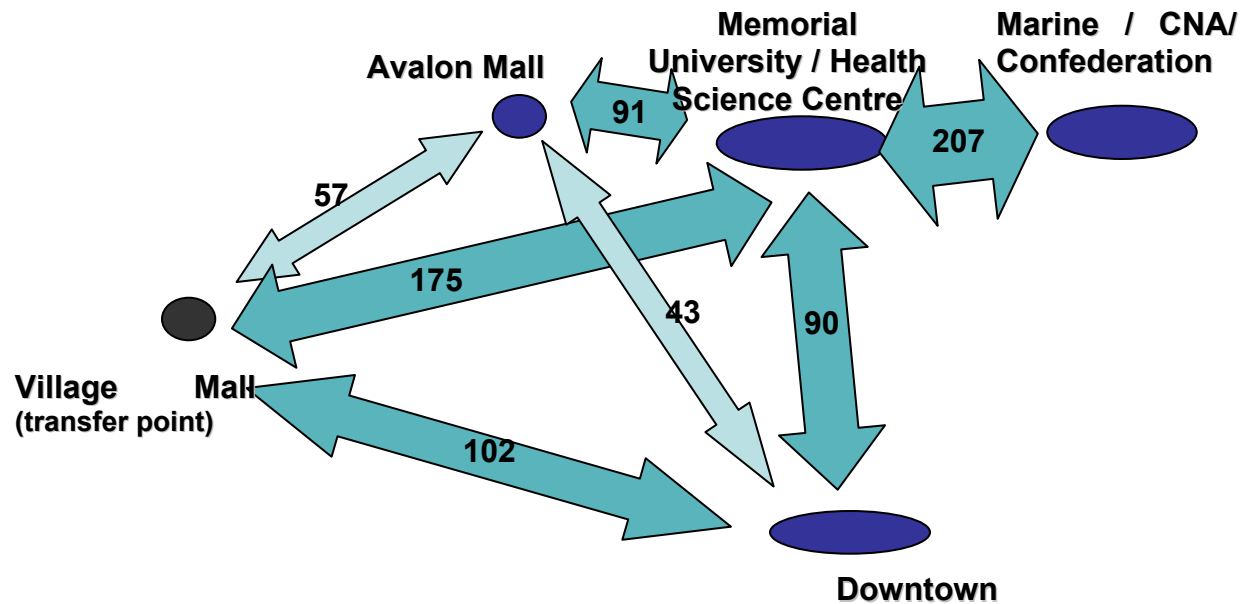 Memorial
University / Health
Science Centre
Marine / CNA/
Confederation
Avalon Mall
91
207
57
175
43
90
Village Mall
(transfer point)
102
Downtown